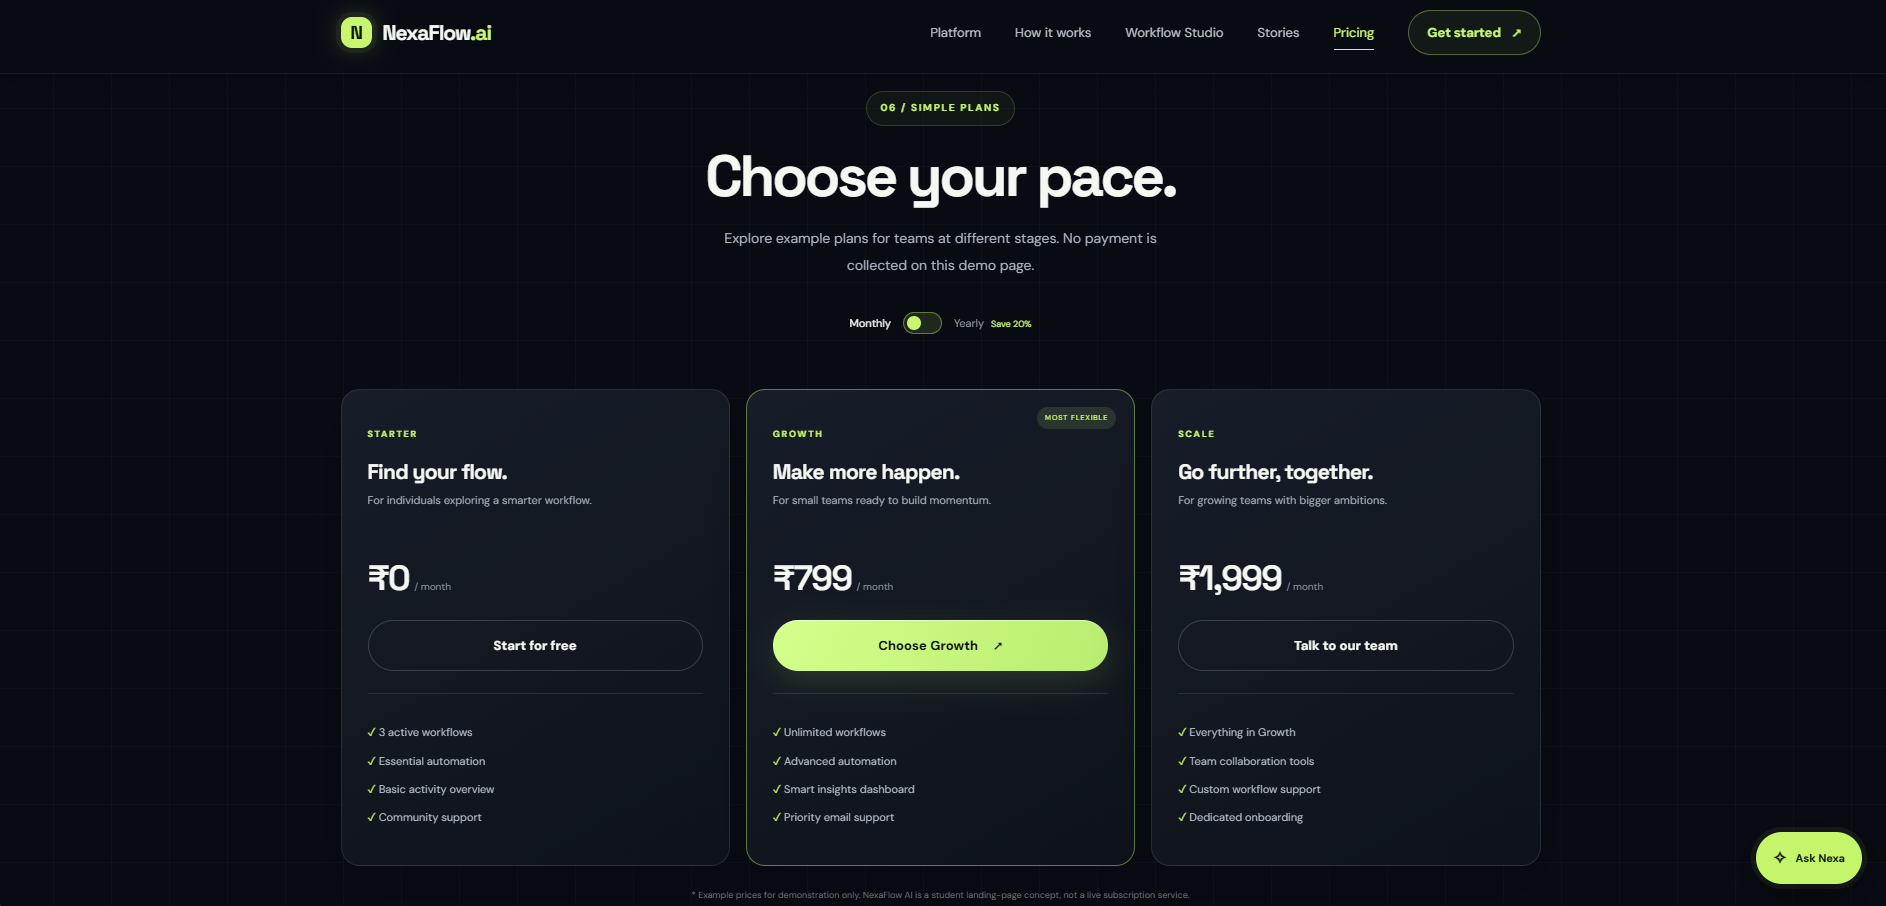 N NexaFlow.ai
Platform How it works Workflow Studio Stories Pricing Get started ↗
06 / SIMPLE PLANS
Choose your pace.
Explore example plans for teams at different stages. No payment is
collected on this demo page.
Monthly Yearly Save 20%
STARTER
Find your flow.
For individuals exploring a smarter workflow.
₹0 / month
Start for free
✓ 3 active workflows
✓ Essential automation
✓ Basic activity overview
✓ Community support
MOST FLEXIBLE
GROWTH
Make more happen.
For small teams ready to build momentum.
₹799 / month
Choose Growth ↗
✓ Unlimited workflows
✓ Advanced automation
✓ Smart insights dashboard
✓ Priority email support
SCALE
Go further, together.
For growing teams with bigger ambitions.
₹1,999 / month
Talk to our team
✓ Everything in Growth
✓ Team collaboration tools
✓ Custom workflow support
✓ Dedicated onboarding
✧ Ask Nexa
* Example prices for demonstration only. NexaFlow AI is a student landing-page concept, not a live subscription service.